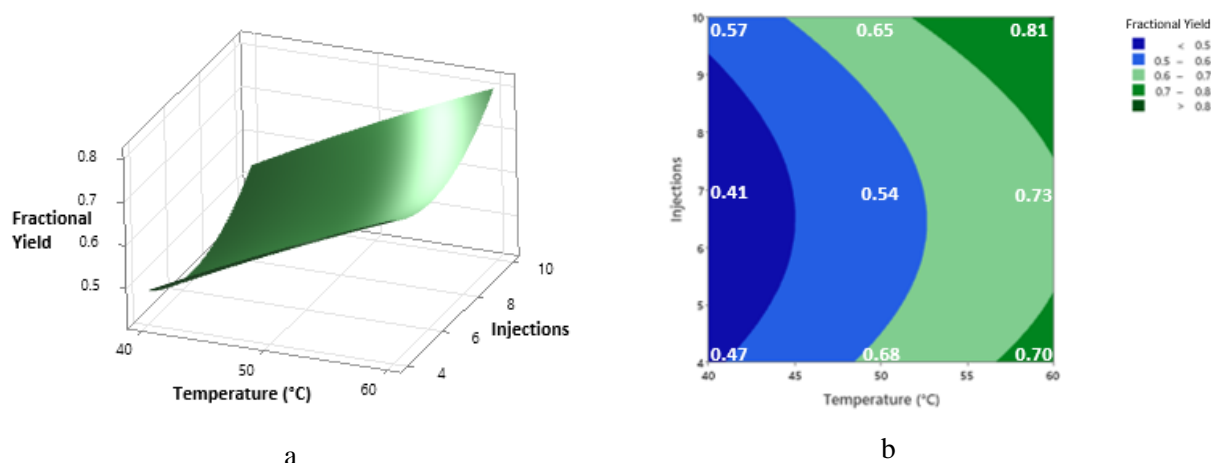 0.8
0.7
Fractional
Yield
0.6
0.5
40
50
60
Temperature (°C)
4
6
8
10
Injections
a
10
9
8
7
6
5
4
Injections
0.57 0.65 0.81
0.41 0.54 0.73
0.47 0.68 0.70
40 45 50 55 60
Temperature (°C)
Fractional Yield
< 0.5
0.5 – 0.6
0.6 – 0.7
0.7 – 0.8
> 0.8
b